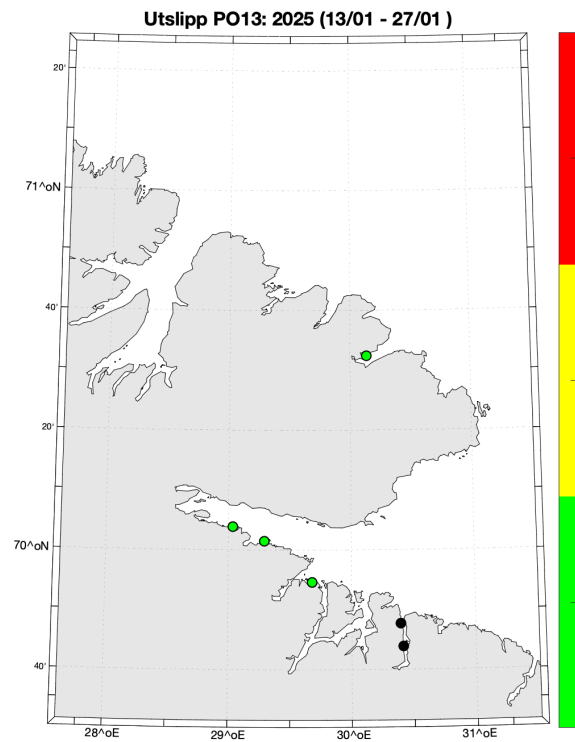 Utslipp PO13: 2025 (13/01 - 27/01 )
20'
71^oN
40'
20'
70^oN
40'
28^oE
29^oE
30^oE
31^oE